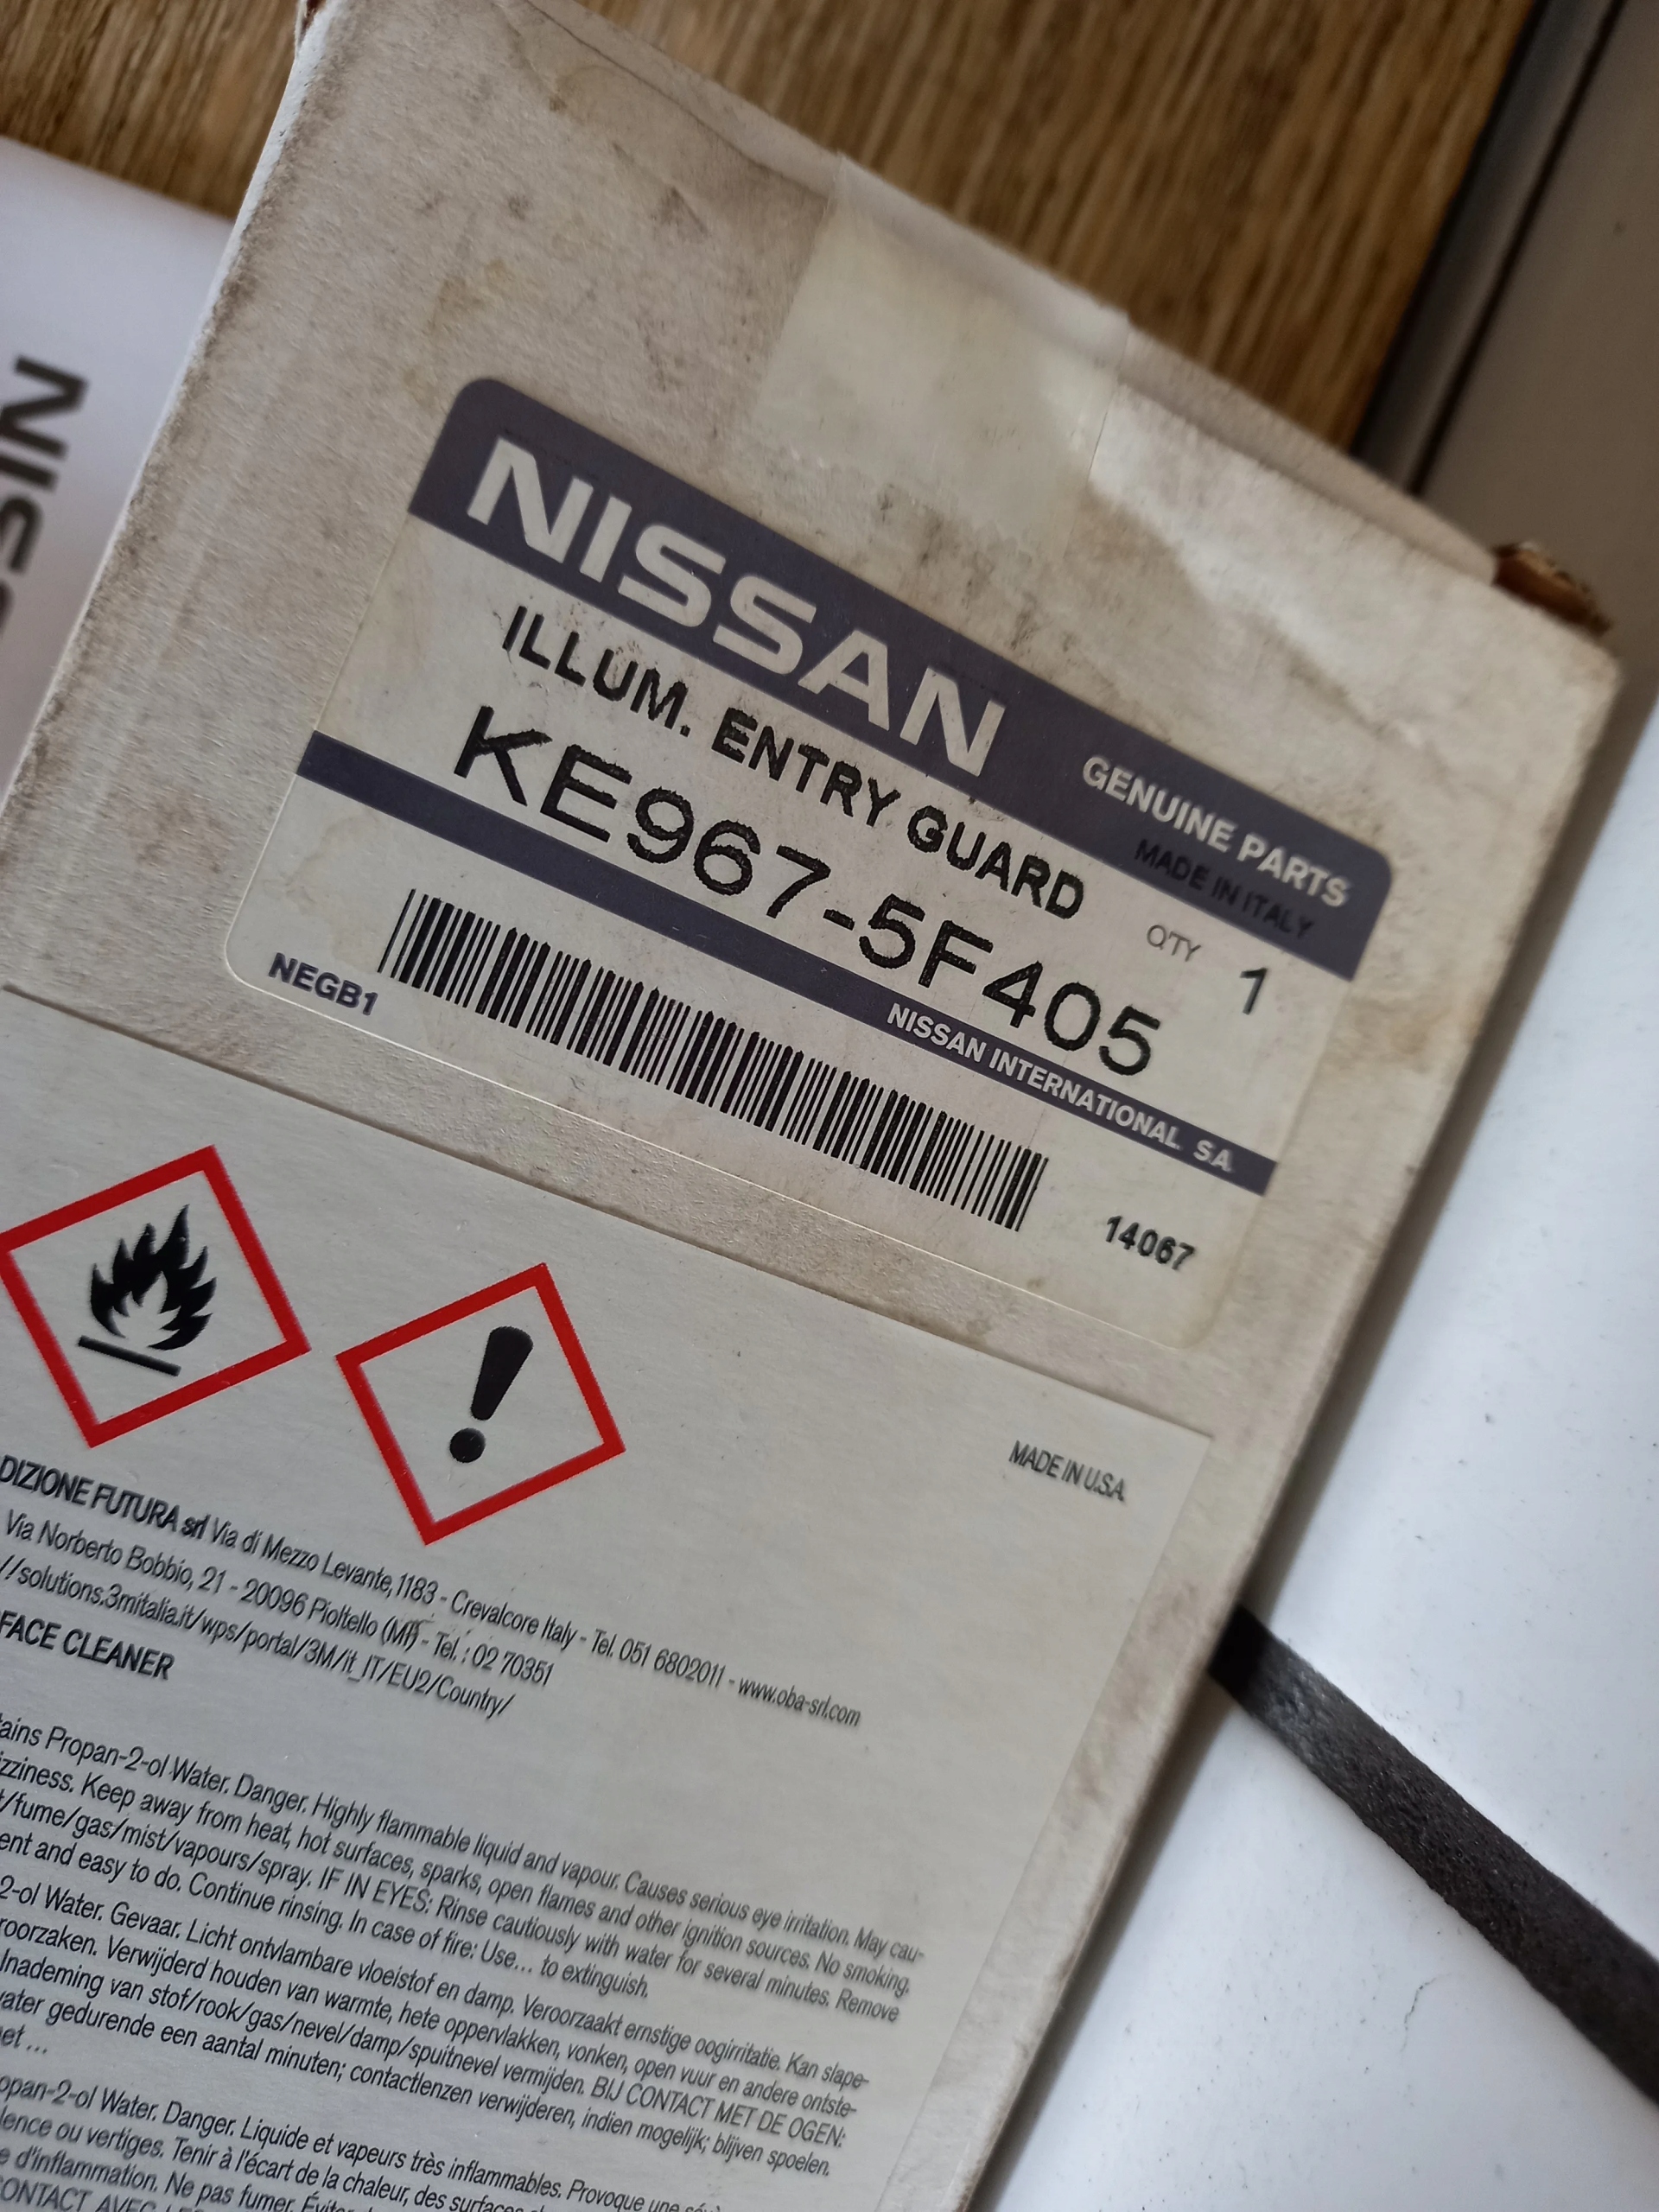 NISSAN
GENUINE PARTS
MADE IN ITALY
ILLUM. ENTRY GUARD
QTY 1
KE967-5F405
NISSAN INTERNATIONAL SA
NEGB1
14067
MADE IN U.S.A.
DIZIONE FUTURA srl Via di Mezzo Levante, 1183 - Crevalcore Italy - Tel. 051 6802011 - www.oba-srl.com
Via Norberto Bobbio, 21 - 20096 Pioltello (MI) - Tel. : 02 70351
//solutions.3mitalia.it/wps/portal/3M/it_IT/EU2/Country/
FACE CLEANER
ains Propan-2-ol Water. Danger. Highly flammable liquid and vapour. Causes serious eye irritation. May cau-
zziness. Keep away from heat, hot surfaces, sparks, open flames and other ignition sources. No smoking.
/fume/gas/mist/vapours/spray. IF IN EYES: Rinse cautiously with water for several minutes. Remove
ent and easy to do. Continue rinsing. In case of fire: Use... to extinguish.
2-ol Water. Gevaar. Licht ontvlambare vloeistof en damp. Veroorzaakt ernstige oogirritatie. Kan slape-
roorzaken. Verwijderd houden van warmte, hete oppervlakken, vonken, open vuur en andere ontste-
Inademing van stof/rook/gas/nevel/damp/spuitnevel vermijden. BIJ CONTACT MET DE OGEN:
ater gedurende een aantal minuten; contactlenzen verwijderen, indien mogelijk; blijven spoelen.
et ...
opan-2-ol Water. Danger. Liquide et vapeurs très inflammables. Provoque une
lence ou vertiges. Tenir à l'écart de la chaleur, des surfaces
e d'inflammation. Ne pas fumer.
CONTACT AVEC